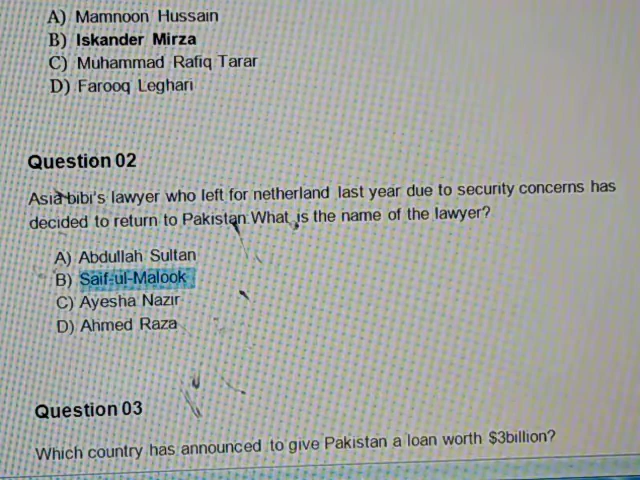 A) Mamnoon Hussain
B) Iskander Mirza
C) Muhammad Rafiq Tarar
D) Farooq Leghari
Question 02
Asia bibi's lawyer who left for netherland last year due to security concerns has
decided to return to Pakistan.What is the name of the lawyer?
A) Abdullah Sultan
B) Saif-ul-Malook
C) Ayesha Nazir
D) Ahmed Raza
Question 03
Which country has announced to give Pakistan a loan worth $3billion?